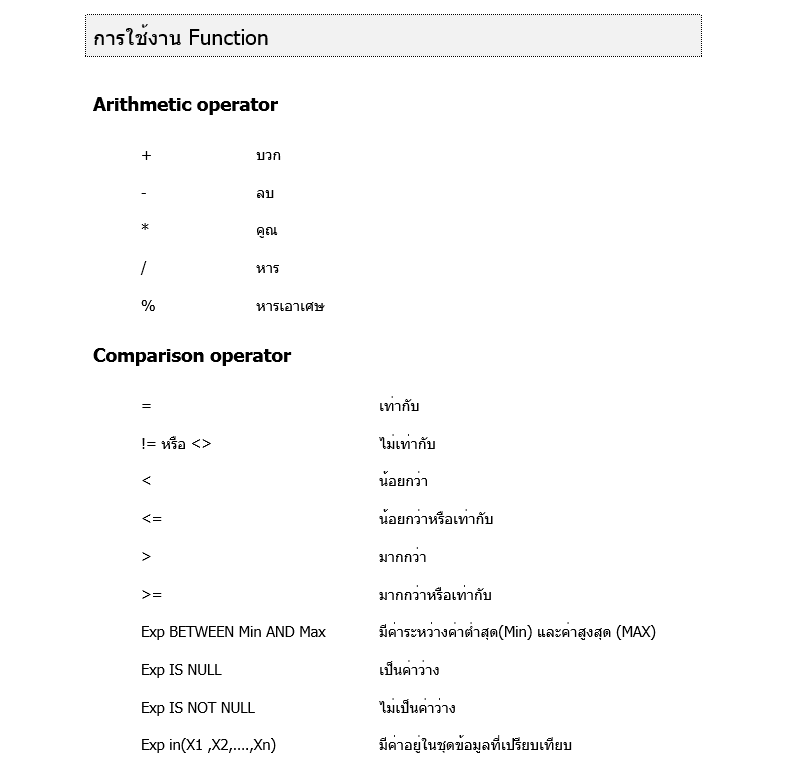 การใช้งาน Function
Arithmetic operator
+ บวก
- ลบ
* คูณ
/ หาร
% หารเอาเศษ
Comparison operator
= เท่ากับ
!= หรือ <> ไม่เท่ากับ
< น้อยกว่า
<= น้อยกว่าหรือเท่ากับ
> มากกว่า
>= มากกว่าหรือเท่ากับ
Exp BETWEEN Min AND Max มีค่าระหว่างค่าต่ำสุด(Min) และค่าสูงสุด (MAX)
Exp IS NULL เป็นค่าว่าง
Exp IS NOT NULL ไม่เป็นค่าว่าง
Exp in(X1 ,X2,....,Xn) มีค่าอยู่ในชุดข้อมูลที่เปรียบเทียบ